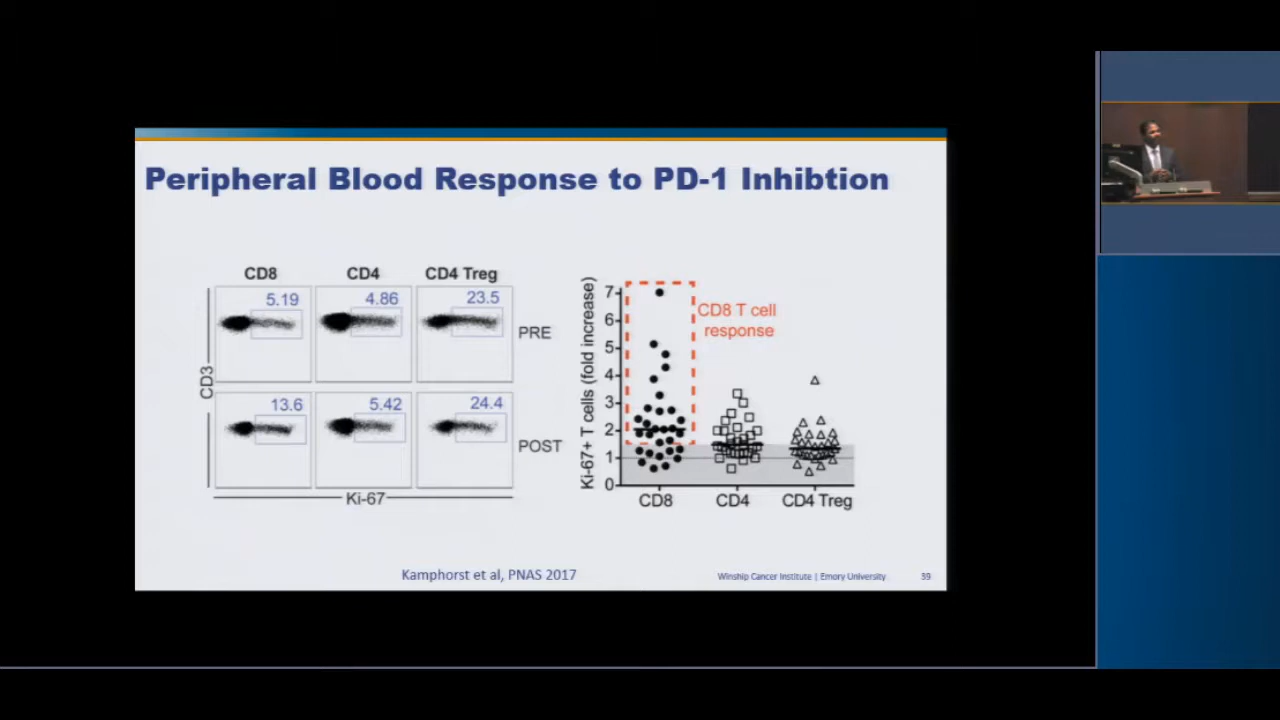 Peripheral Blood Response to PD-1 Inhibtion
CD8 CD4 CD4 Treg
5.19 4.86 23.5
PRE
CD3
13.6 5.42 24.4
POST
Ki-67
Ki-67+ T cells (fold increase)
7
6
5
4
3
2
1
0
CD8 T cell
response
CD8 CD4 CD4 Treg
Kamphorst et al, PNAS 2017
Winship Cancer Institute | Emory University 39